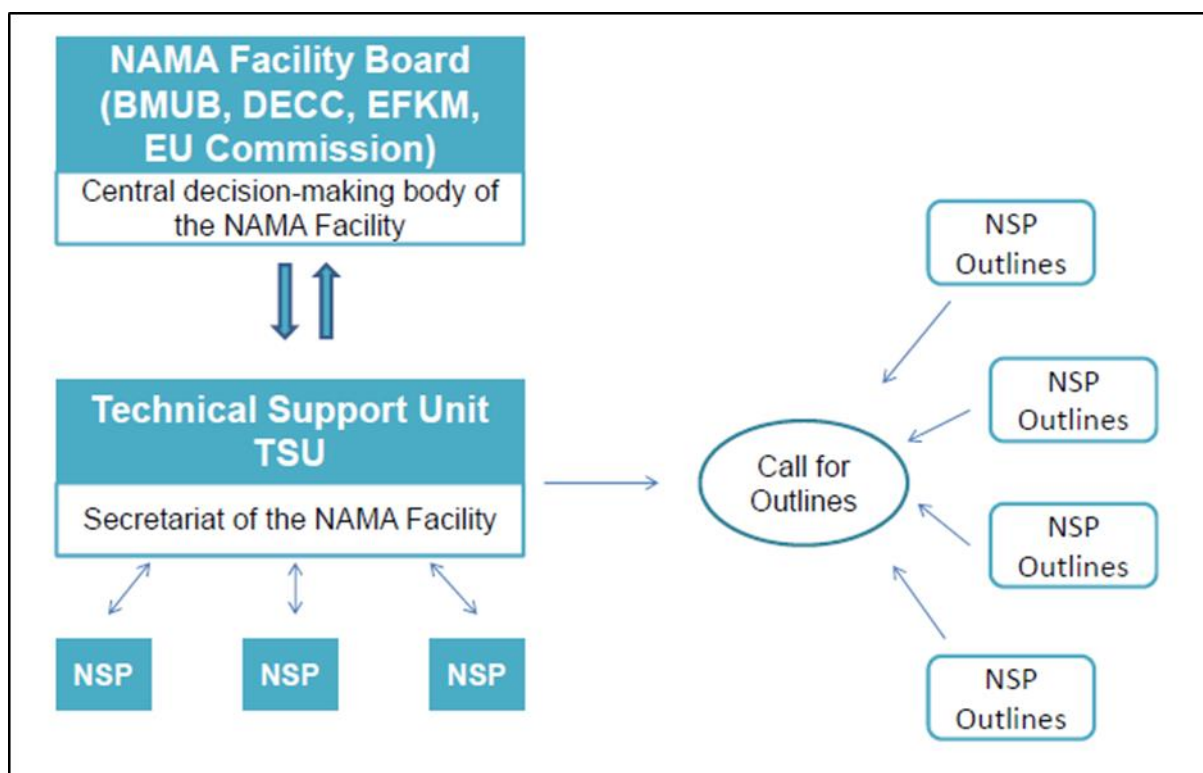 NAMA Facility Board
(BMUB, DECC, EFKM,
EU Commission)
Central decision-making body of
the NAMA Facility
Technical Support Unit
TSU
Secretariat of the NAMA Facility
NSP
NSP
NSP
Call for
Outlines
NSP
Outlines
NSP
Outlines
NSP
Outlines
NSP
Outlines